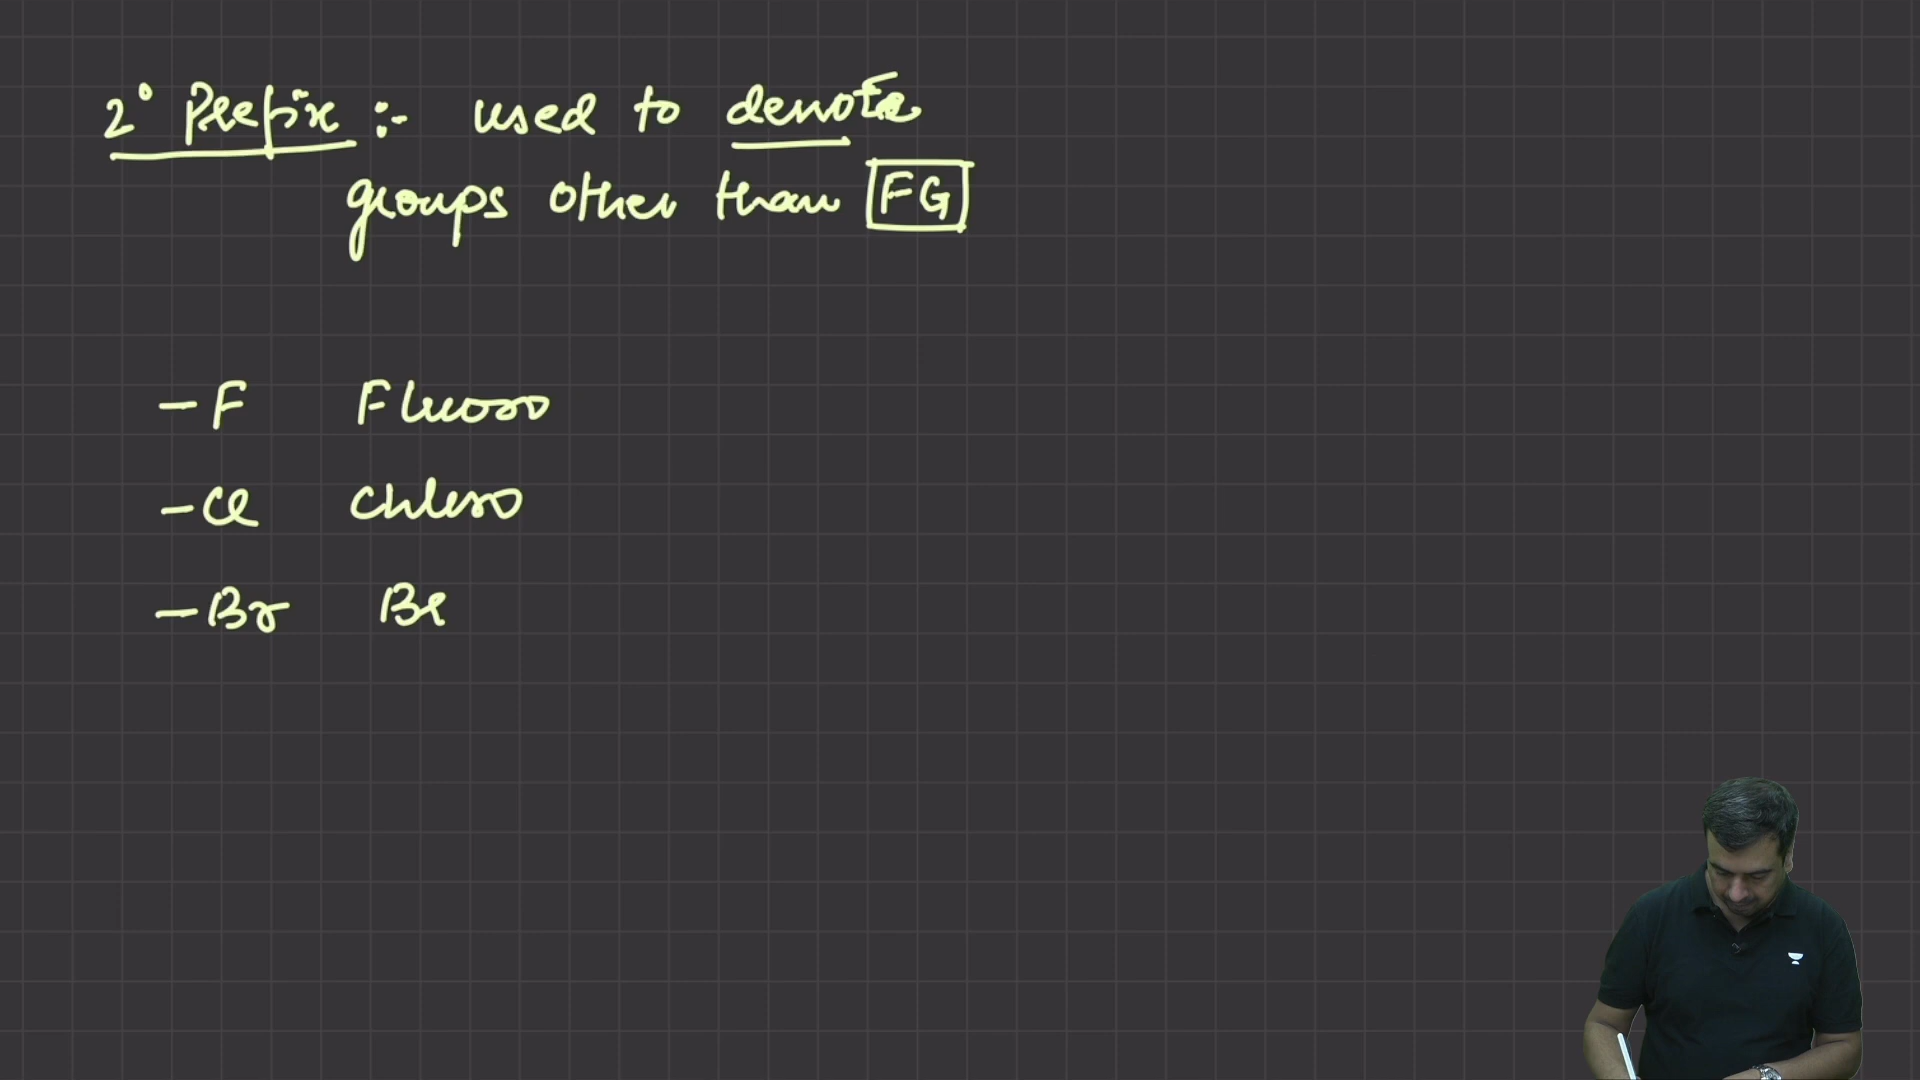 2° Prefix :- used to denote
groups other than FG
-F Fluoro
-Cl Chloro
-Br Br